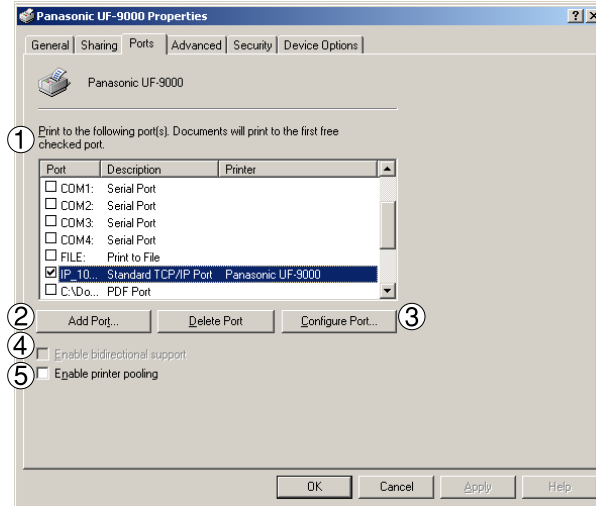 Panasonic UF-9000 Properties
General Sharing Ports Advanced Security Device Options
Panasonic UF-9000
① Print to the following port(s). Documents will print to the first free
checked port.
Port Description Printer
COM1: Serial Port
COM2: Serial Port
COM3: Serial Port
COM4: Serial Port
FILE: Print to File
IP_10... Standard TCP/IP Port Panasonic UF-9000
C:\Do... PDF Port
② Add Port... Delete Port Configure Port... ③
④ Enable bidirectional support
⑤ Enable printer pooling
OK Cancel Apply Help